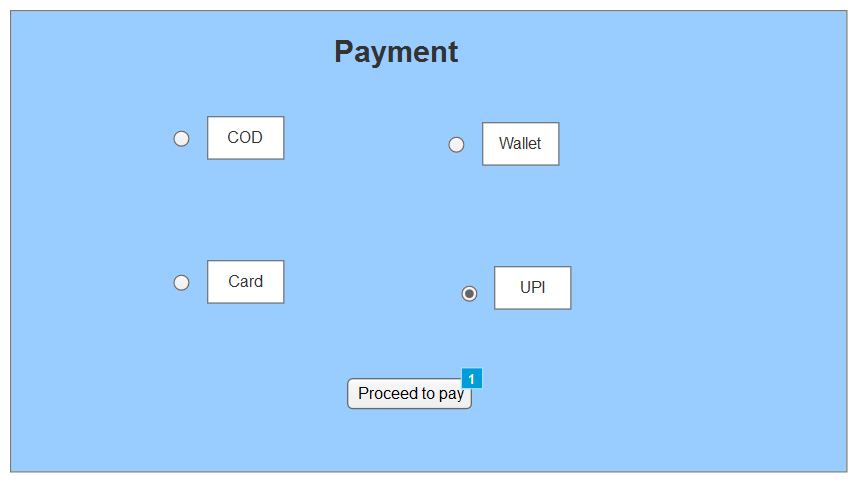 Payment
COD
Wallet
Card
UPI
1
Proceed to pay